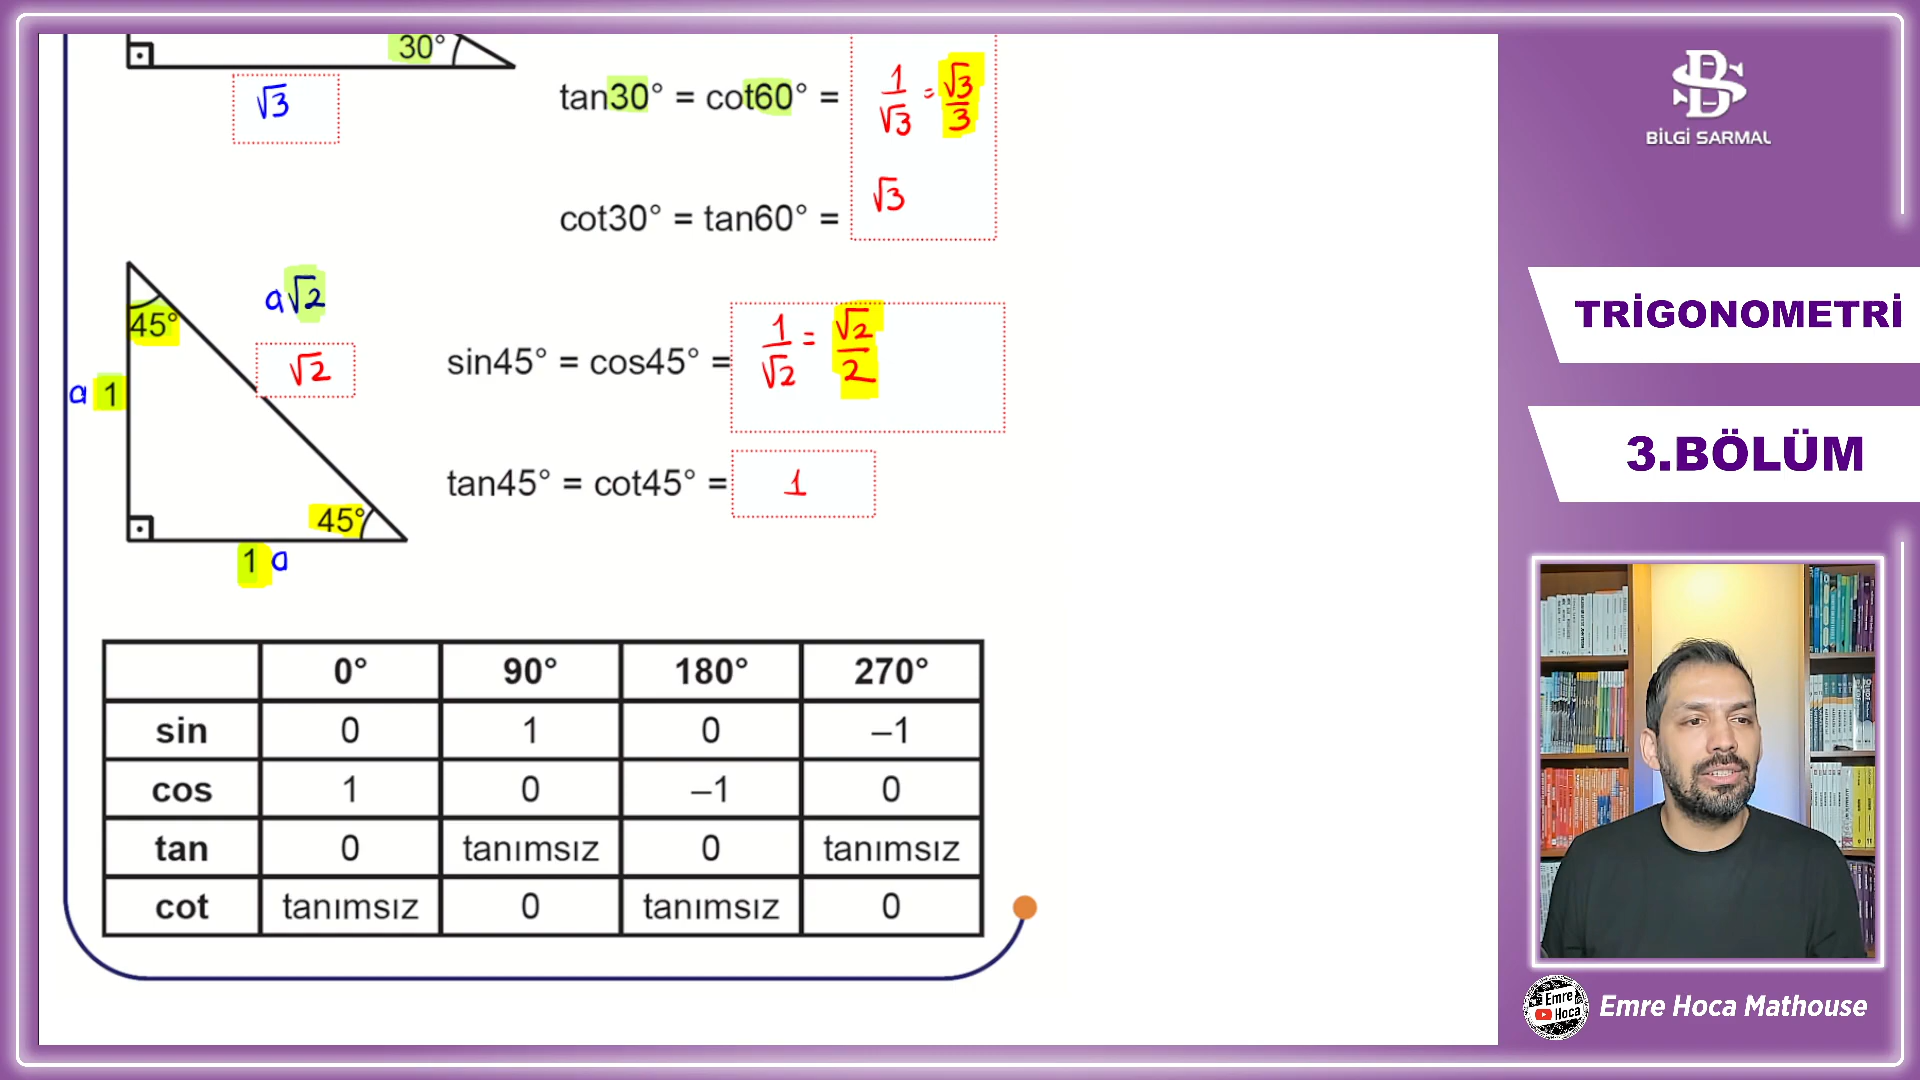 30°
√3
tan30° = cot60° = 1/√3 = √3/3
cot30° = tan60° = √3
45°
a√2
√2
a 1
45°
1 a
sin45° = cos45° = 1/√2 = √2/2
tan45° = cot45° = 1
0° 90° 180° 270°
sin 0 1 0 –1
cos 1 0 –1 0
tan 0 tanımsız 0 tanımsız
cot tanımsız 0 tanımsız 0
BİLGİ SARMAL
TRİGONOMETRİ
3.BÖLÜM
Emre
Hoca
Emre Hoca Mathouse